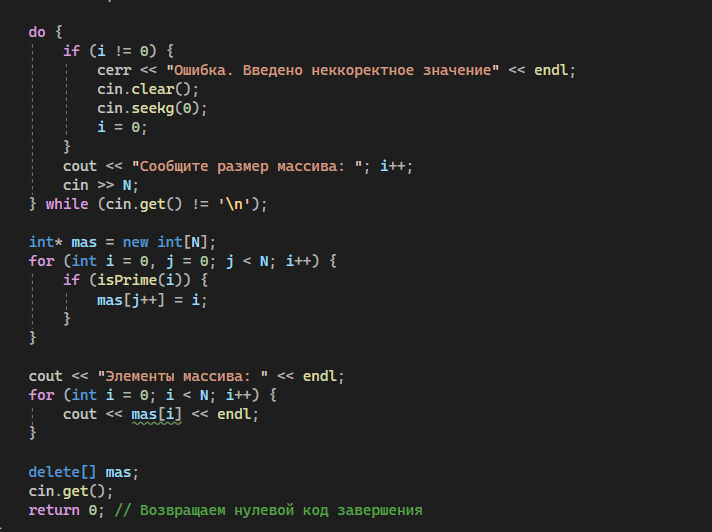 do {
if (i != 0) {
cerr << "Ошибка. Введено неккоректное значение" << endl;
cin.clear();
cin.seekg(0);
i = 0;
}
cout << "Сообщите размер массива: "; i++;
cin >> N;
} while (cin.get() != '\n');
int* mas = new int[N];
for (int i = 0, j = 0; j < N; i++) {
if (isPrime(i)) {
mas[j++] = i;
}
}
cout << "Элементы массива: " << endl;
for (int i = 0; i < N; i++) {
cout << mas[i] << endl;
}
delete[] mas;
cin.get();
return 0; // Возвращаем нулевой код завершения